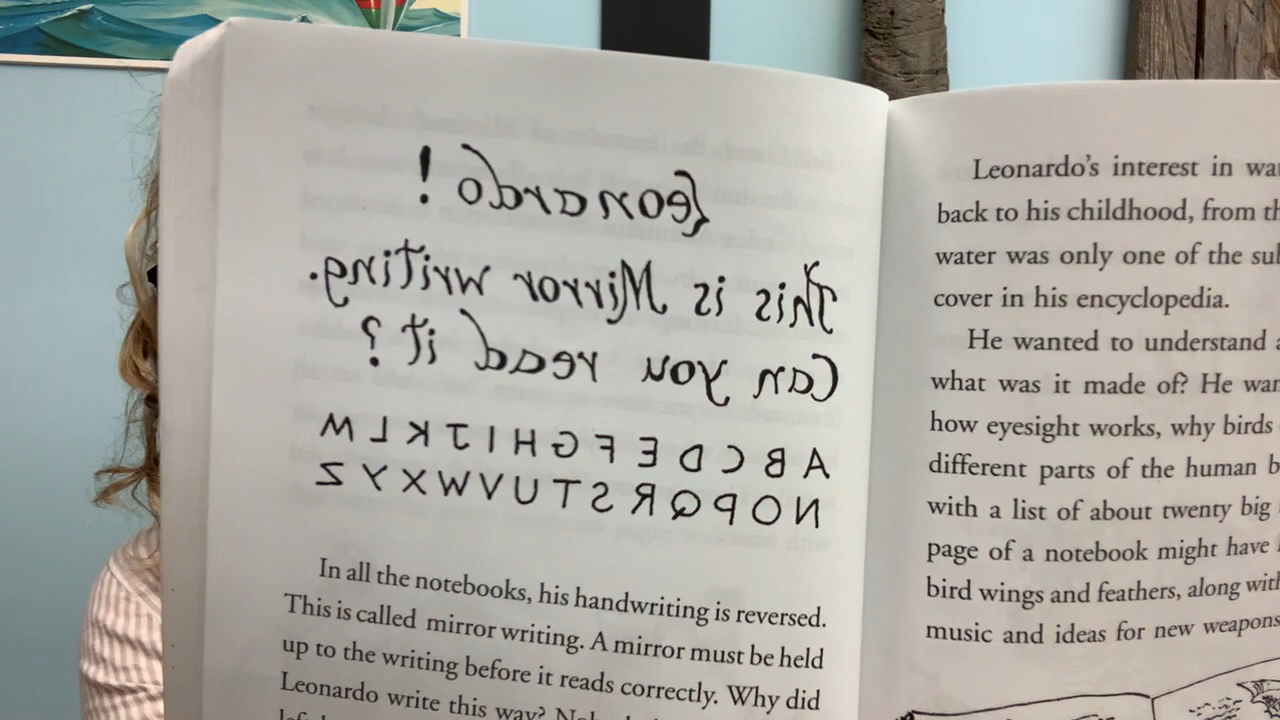 Leonardo!
This is Mirror writing.
Can you read it?
A B C D E F G H I J K L M
N O P Q R S T U V W X Y Z
In all the notebooks, his handwriting is reversed.
This is called mirror writing. A mirror must be held
up to the writing before it reads correctly. Why did
Leonardo write this way?
Leonardo's interest in
back to his childhood, from
water was only one of the
cover in his encyclopedia.
He wanted to understand
what was it made of? He
how eyesight works, why birds
different parts of the human
with a list of about twenty big
page of a notebook might have
bird wings and feathers, along
music and ideas for new weapons